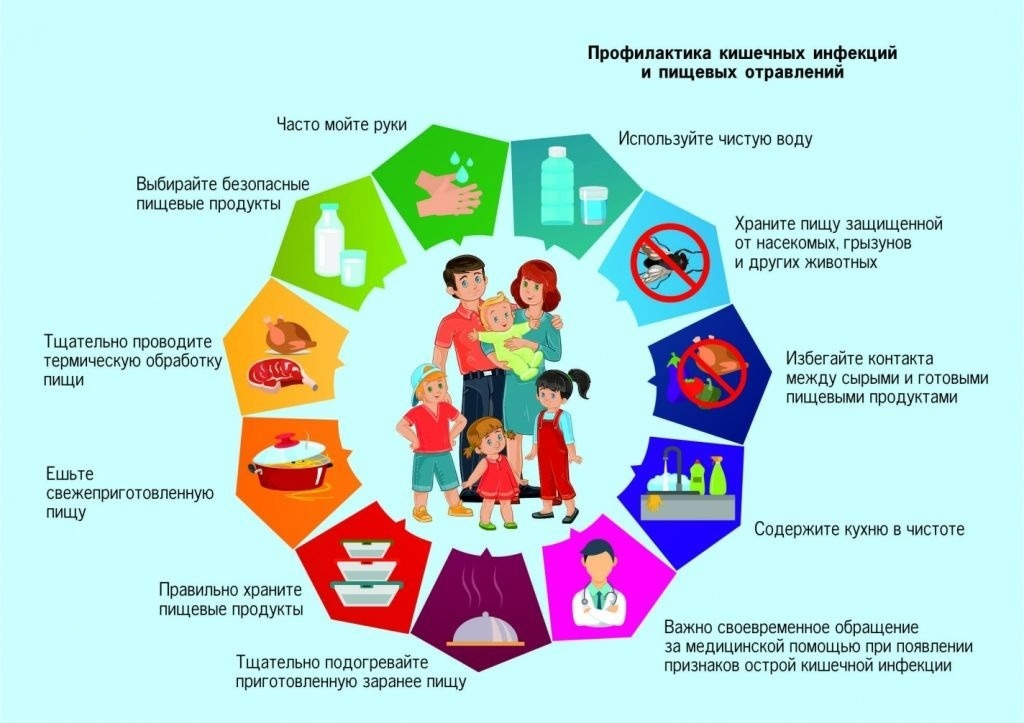 Профилактика кишечных инфекций
и пищевых отравлений
Часто мойте руки
Используйте чистую воду
Выбирайте безопасные
пищевые продукты
Храните пищу защищенной
от насекомых, грызунов
и других животных
Тщательно проводите
термическую обработку
пищи
Избегайте контакта
между сырыми и готовыми
пищевыми продуктами
Ешьте
свежеприготовленную
пищу
Содержите кухню в чистоте
Правильно храните
пищевые продукты
Важно своевременное обращение
за медицинской помощью при появлении
признаков острой кишечной инфекции
Тщательно подогревайте
приготовленную заранее пищу